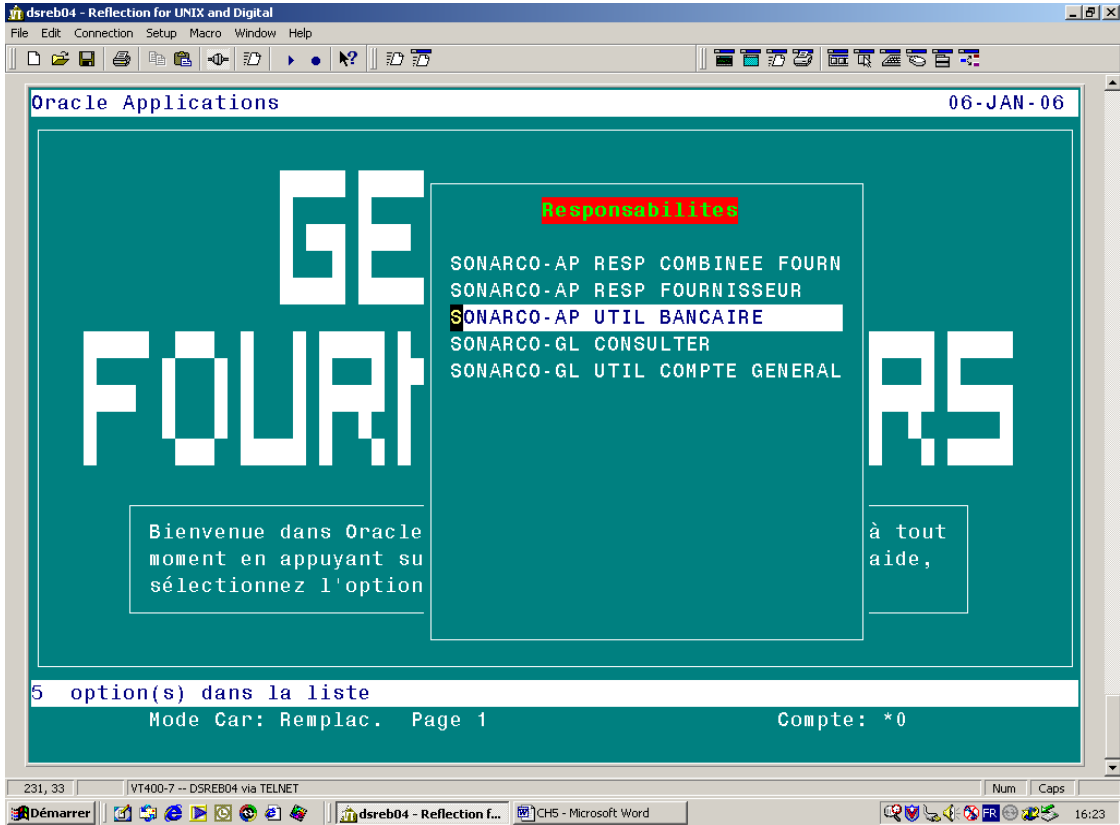 dsreb04 - Reflection for UNIX and Digital
File Edit Connection Setup Macro Window Help
Oracle Applications 06-JAN-06
GE
Responsabilites
SONARCO-AP RESP COMBINEE FOURN
SONARCO-AP RESP FOURNISSEUR
SONARCO-AP UTIL BANCAIRE
SONARCO-GL CONSULTER
SONARCO-GL UTIL COMPTE GENERAL
FOUR RS
Bienvenue dans Oracle à tout
moment en appuyant su aide,
sélectionnez l'option
5 option(s) dans la liste
Mode Car: Remplac. Page 1 Compte: *0
231, 33 VT400-7 -- DSREB04 via TELNET Num Caps
Démarrer dsreb04 - Reflection f... CH5 - Microsoft Word FR 16:23